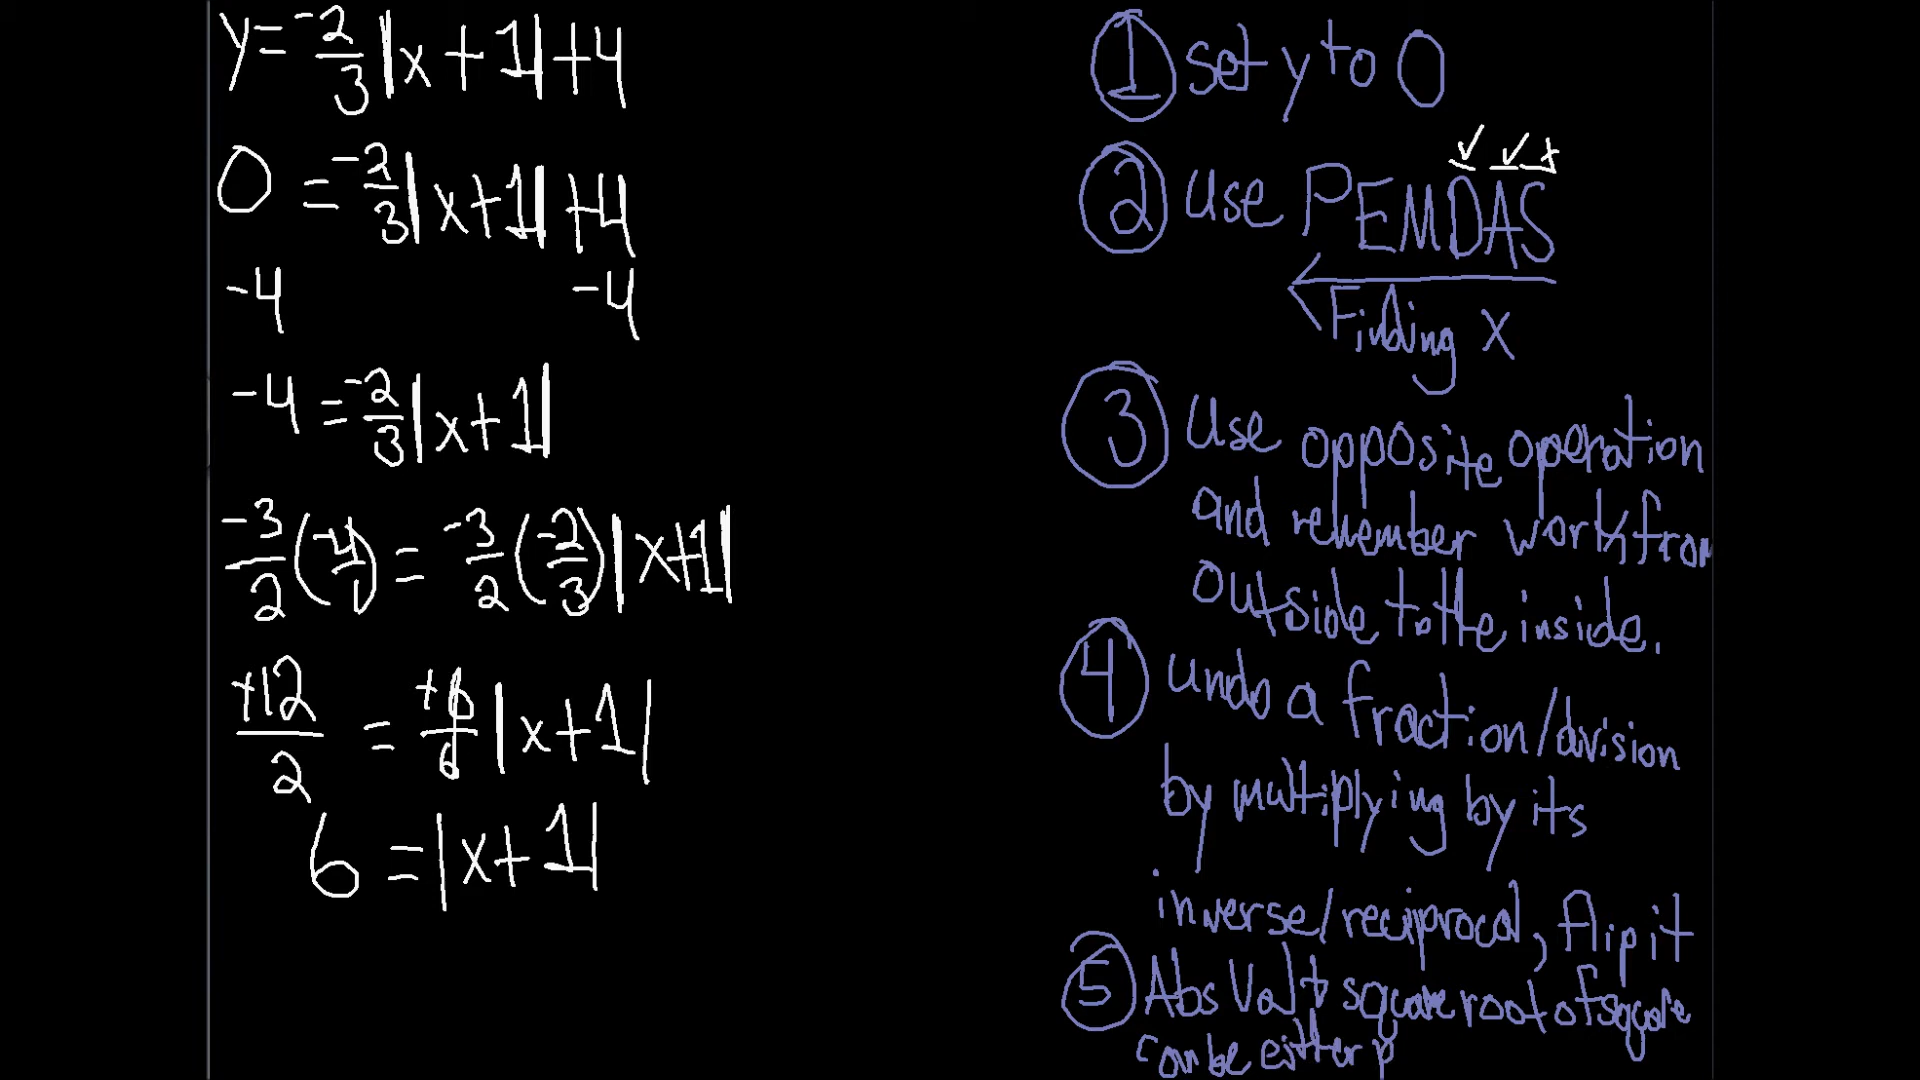 y = -2/3 |x + 1| + 4
0 = -2/3 |x + 1| + 4
-4 -4
-4 = -2/3 |x + 1|
-3/2 (-4/1) = -3/2 (-2/3) |x + 1|
+12/2 = +6/6 |x + 1|
6 = |x + 1|
1 set y to 0
✓ ✓ x
2 Use PEMDAS
Finding x
3 Use opposite operation
and remember work from
outside to the inside.
4 undo a fraction/division
by multiplying by its
inverse/reciprocal, flip it
5 Abs Val + square root of square
can be either p